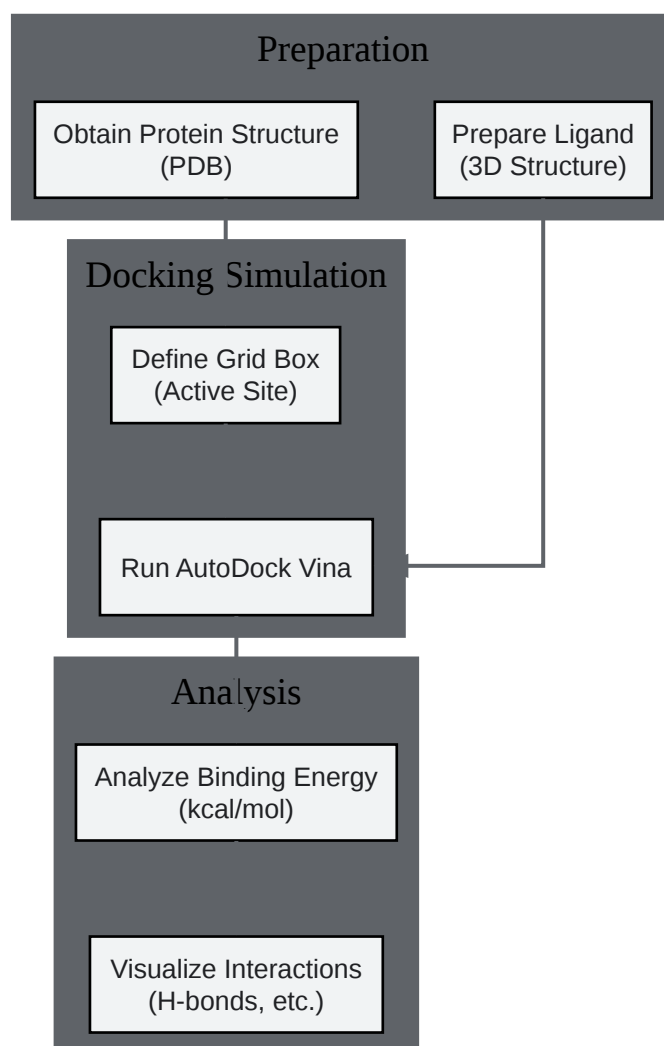 Preparation
Obtain Protein Structure
(PDB)
Prepare Ligand
(3D Structure)
Docking Simulation
Define Grid Box
(Active Site)
Run AutoDock Vina
Analysis
Analyze Binding Energy
(kcal/mol)
Visualize Interactions
(H-bonds, etc.)